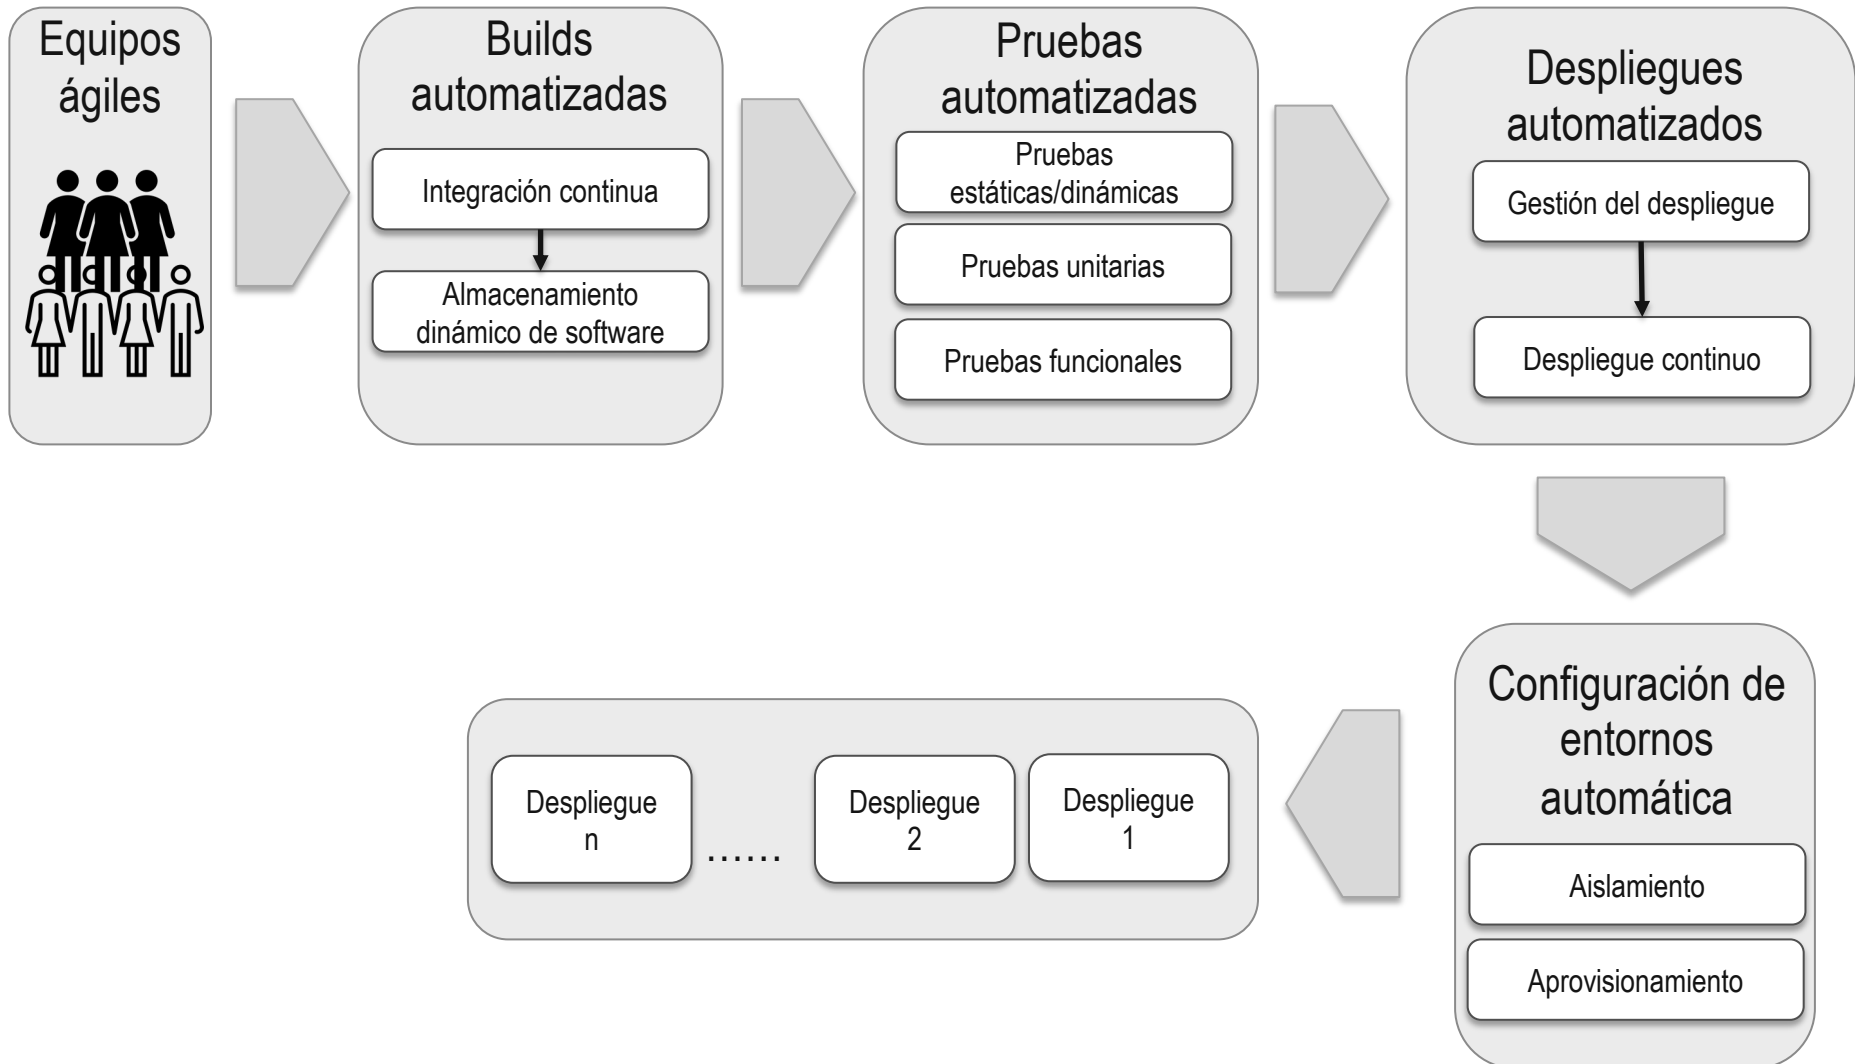 Equipos
ágiles
Builds
automatizadas
Integración continua
Almacenamiento
dinámico de software
Pruebas
automatizadas
Pruebas
estáticas/dinámicas
Pruebas unitarias
Pruebas funcionales
Despliegues
automatizados
Gestión del despliegue
Despliegue continuo
Configuración de
entornos
automática
Aislamiento
Aprovisionamiento
Despliegue
n
......
Despliegue
2
Despliegue
1